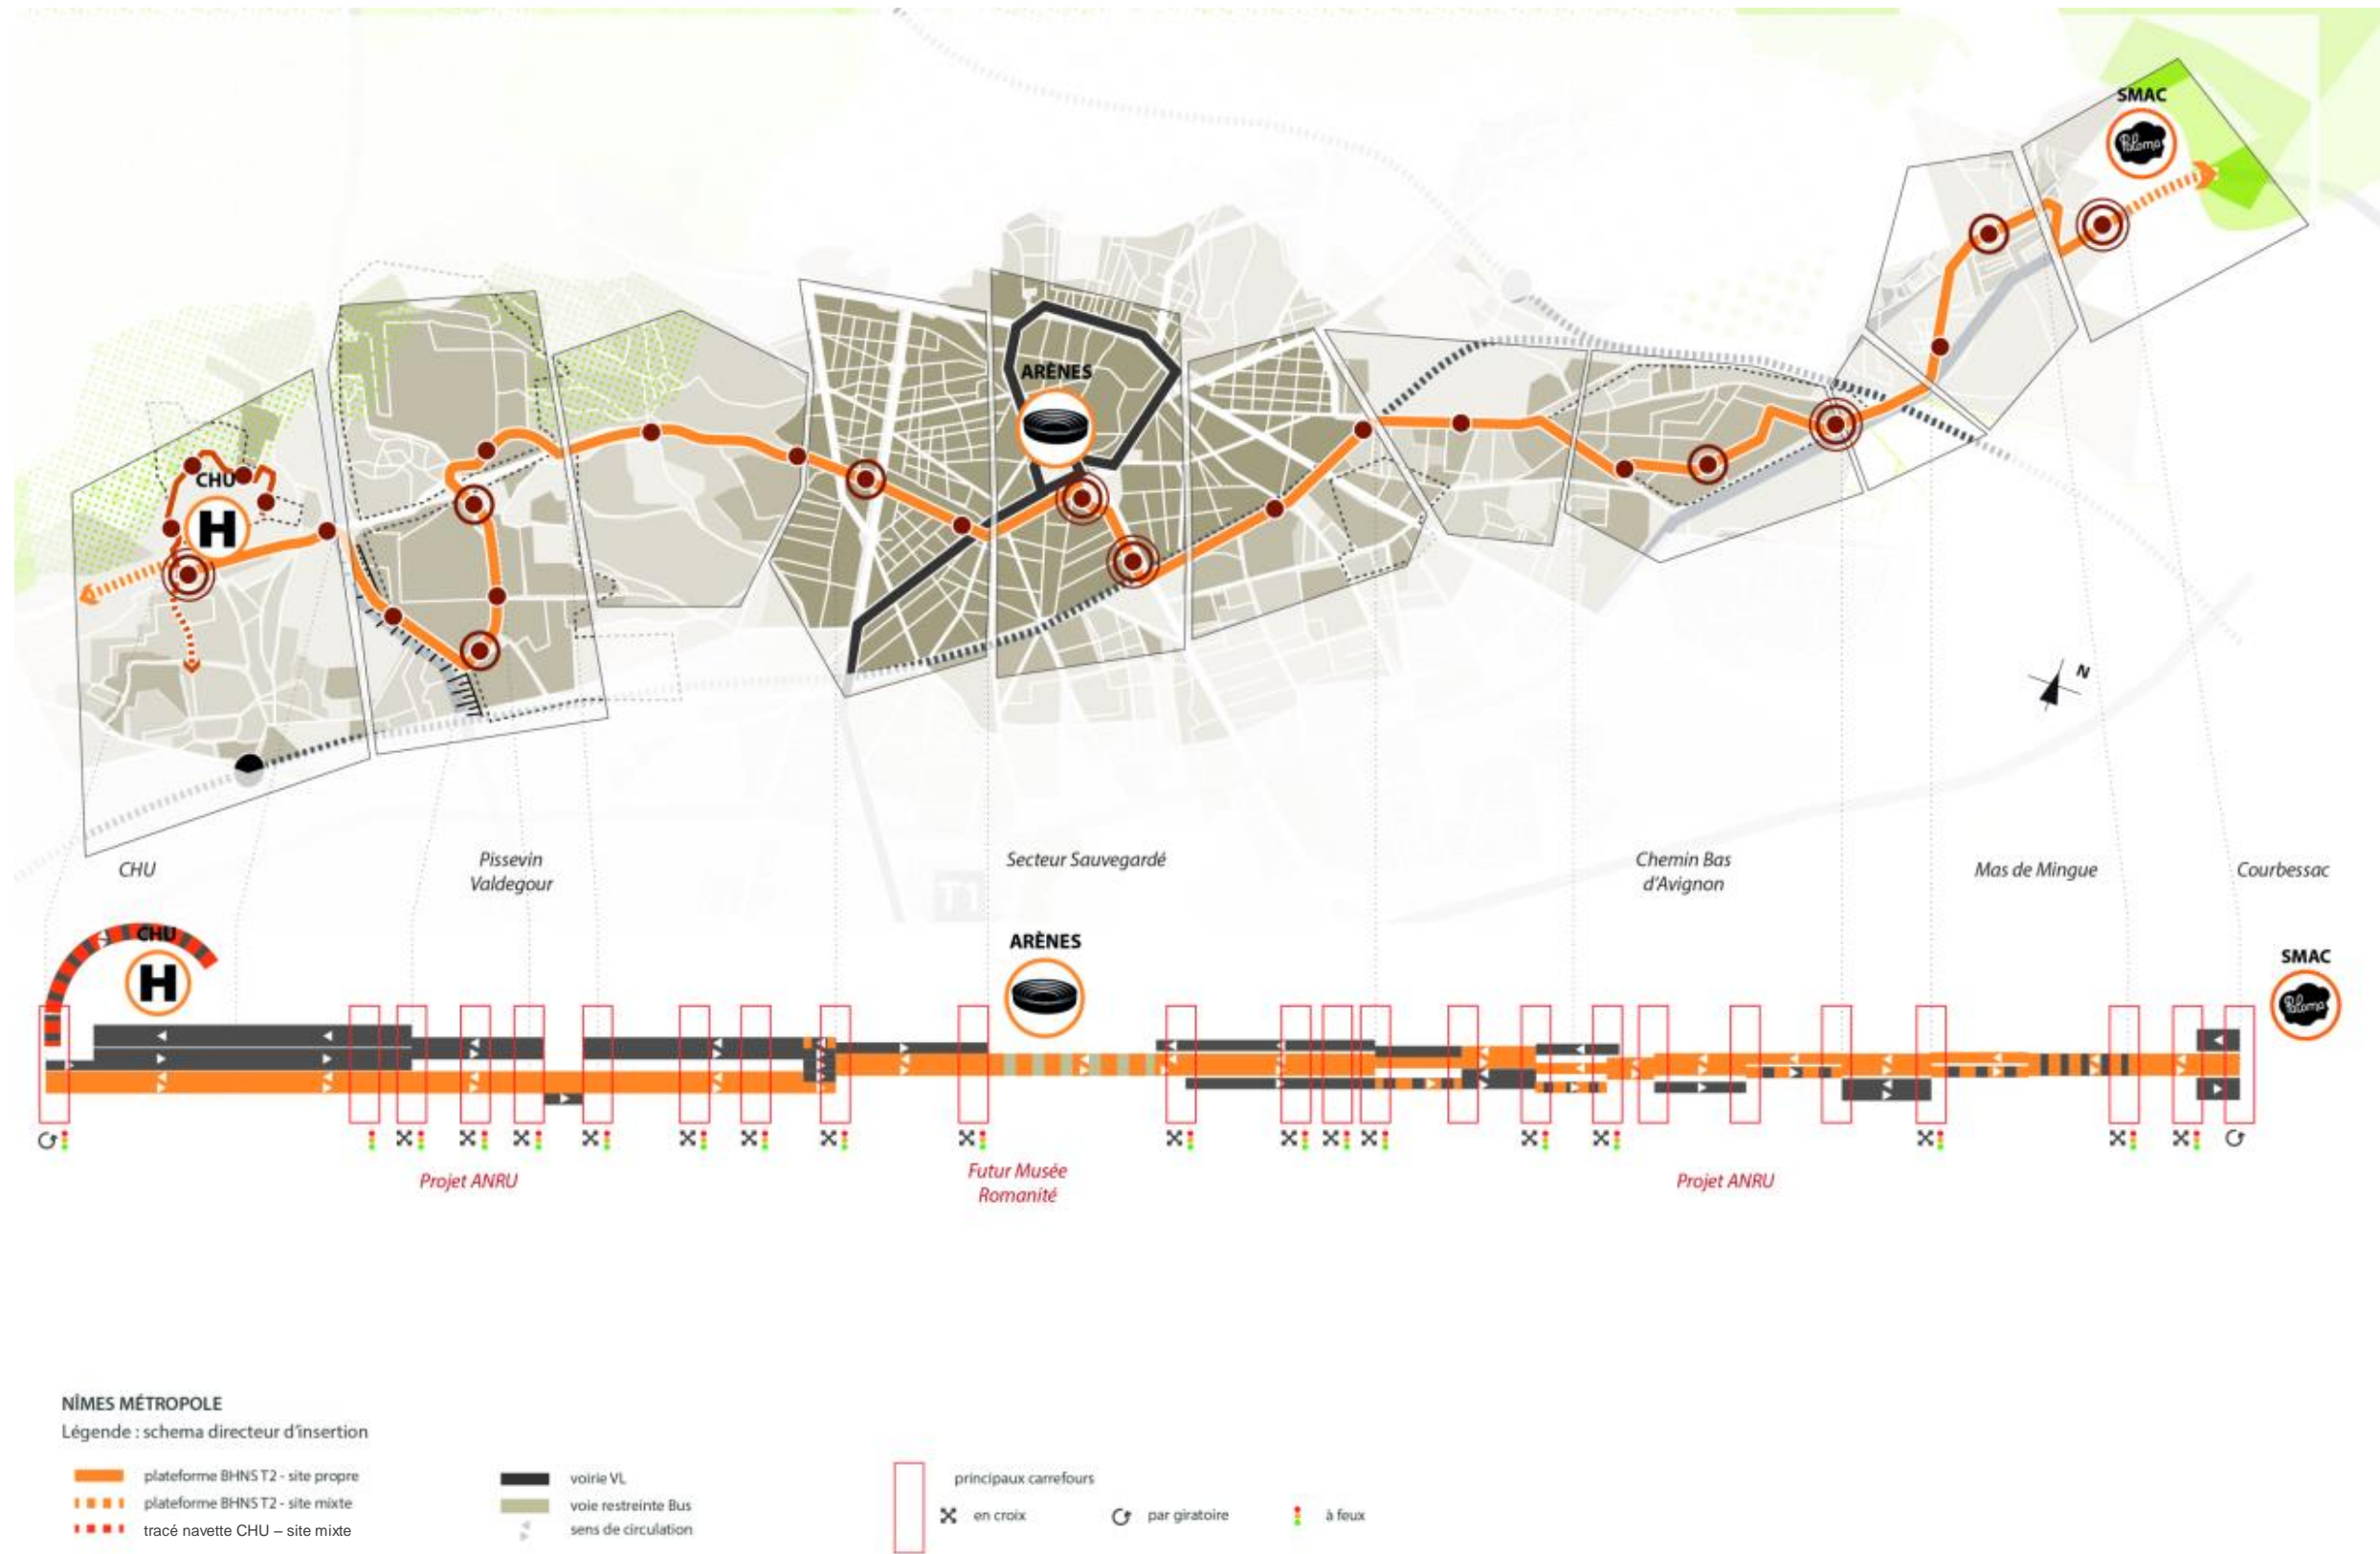 SMAC
Paloma
ARÈNES
CHU
H
N
CHU
Pissevin
Valdegour
Secteur Sauvegardé
Chemin Bas
d'Avignon
Mas de Mingue
Courbessac
T1
CHU
H
ARÈNES
SMAC
Paloma
Projet ANRU
Futur Musée
Romanité
Projet ANRU
NÎMES MÉTROPOLE
Légende : schema directeur d'insertion
plateforme BHNS T2 - site propre
plateforme BHNS T2 - site mixte
tracé navette CHU – site mixte
voirie VL
voie restreinte Bus
sens de circulation
principaux carrefours
en croix
par giratoire
à feux